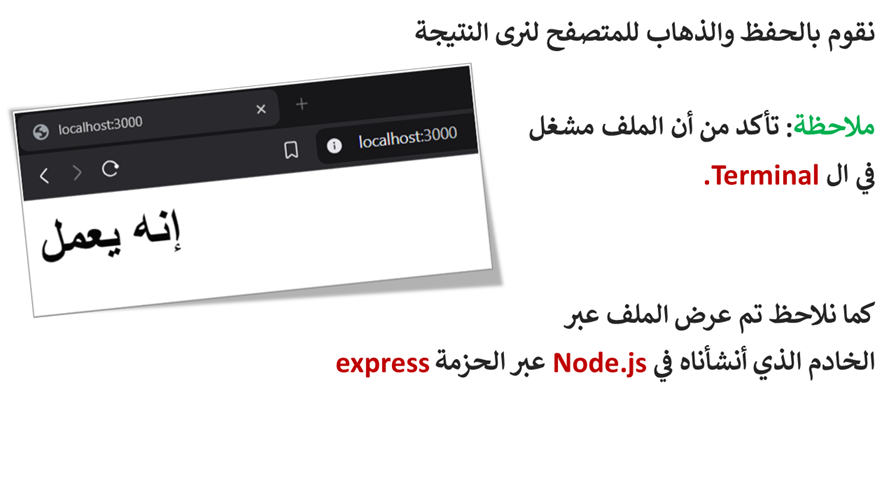 نقوم بالحفظ والذهاب للمتصفح لنرى النتيجة
localhost:3000
localhost:3000
إنه يعمل
ملاحظة: تأكد من أن الملف مشغل
في ال Terminal.
كما نلاحظ تم عرض الملف عبر
الخادم الذي أنشأناه في Node.js عبر الحزمة express